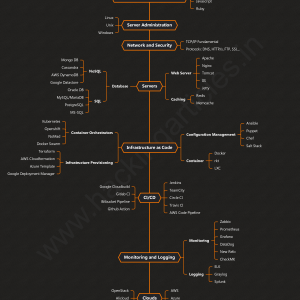 Javascript
Ruby
Linux
Unix
Windows
Server Administration
Network and Security
TCP/IP Fundamental
Protocols: DNS, HTTPs, FTP, SSL...
Mongo DB
Cassandra
AWS DynamoDB
Google Datastore
NoSQL
Oracle DB
MySQL/MariaDB
PostgreSQL
MS SQL
SQL
Database
Servers
Web Server
Apache
Nginx
Tomcat
IIS
Caching
Redis
Memcache
Kubernetes
Openshift
Nomad
Docker Swarm
Container Orchestrators
Terraform
AWS Cloudformation
Azure Template
Google Deployment Manager
Infrastructure Provisioning
Infrastructure as Code
Configuration Management
Ansible
Puppet
Chef
Salt Stack
Container
Docker
rkt
LXC
Google Cloudbuild
Gitlab CI
Bitbucket Pipeline
Github Action
CI/CD
Jenkins
TeamCity
Circle CI
Travis CI
AWS Code Pipeline
Monitoring and Logging
Monitoring
Zabbix
Prometheus
Grafana
Datadog
New Relic
CheckMK
Logging
ELK
Graylog
Splunk
OpenStack
Alicloud
Clouds
AWS
Azure